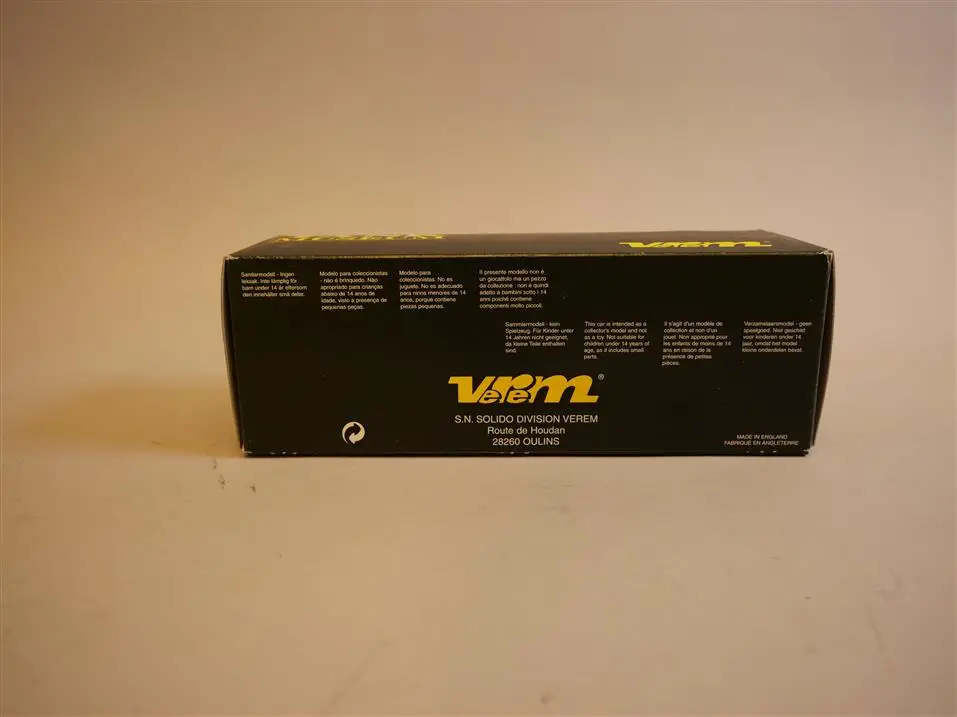 MUSEUM
verem
Samlarmodell - Ingen
leksak. Inte lämplig för
barn under 14 år eftersom
den innehåller små delar.
Modelo para coleccionistas
- não é brinquedo. Não
apropriado para crianças
abaixo de 14 anos de
idade, visto a presença de
pequenas peças.
Modelo para
coleccionistas. No es
juguete. No es adecuado
para ninos menores de 14
anos, porque contiene
piezas pequenas.
Il presente modello non è
un giocattolo ma un pezzo
da collezione : non è quindi
adatto a bambini sotto i 14
anni poiché contiene
componenti molto piccoli.
Sammlermodell - kein
Spielzeug. Für Kinder unter
14 Jahren nicht geeignet,
da kleine Teile enthalten
sind.
This car is intended as a
collector's model and not
as a toy. Not suitable for
children under 14 years of
age, as it includes small
parts.
Il s'agit d'un modèle de
collection et non d'un
jouet. Non approprié pour
les enfants de moins de 14
ans en raison de la
présence de petites
pièces.
Verzamelaarsmodel - geen
speelgoed. Niet geschikt
voor kinderen onder 14
jaar, omdat het model
kleine onderdelen bevat.
verem®
S.N. SOLIDO DIVISION VEREM
Route de Houdan
28260 OULINS
MADE IN ENGLAND
FABRIQUÉ EN ANGLETERRE